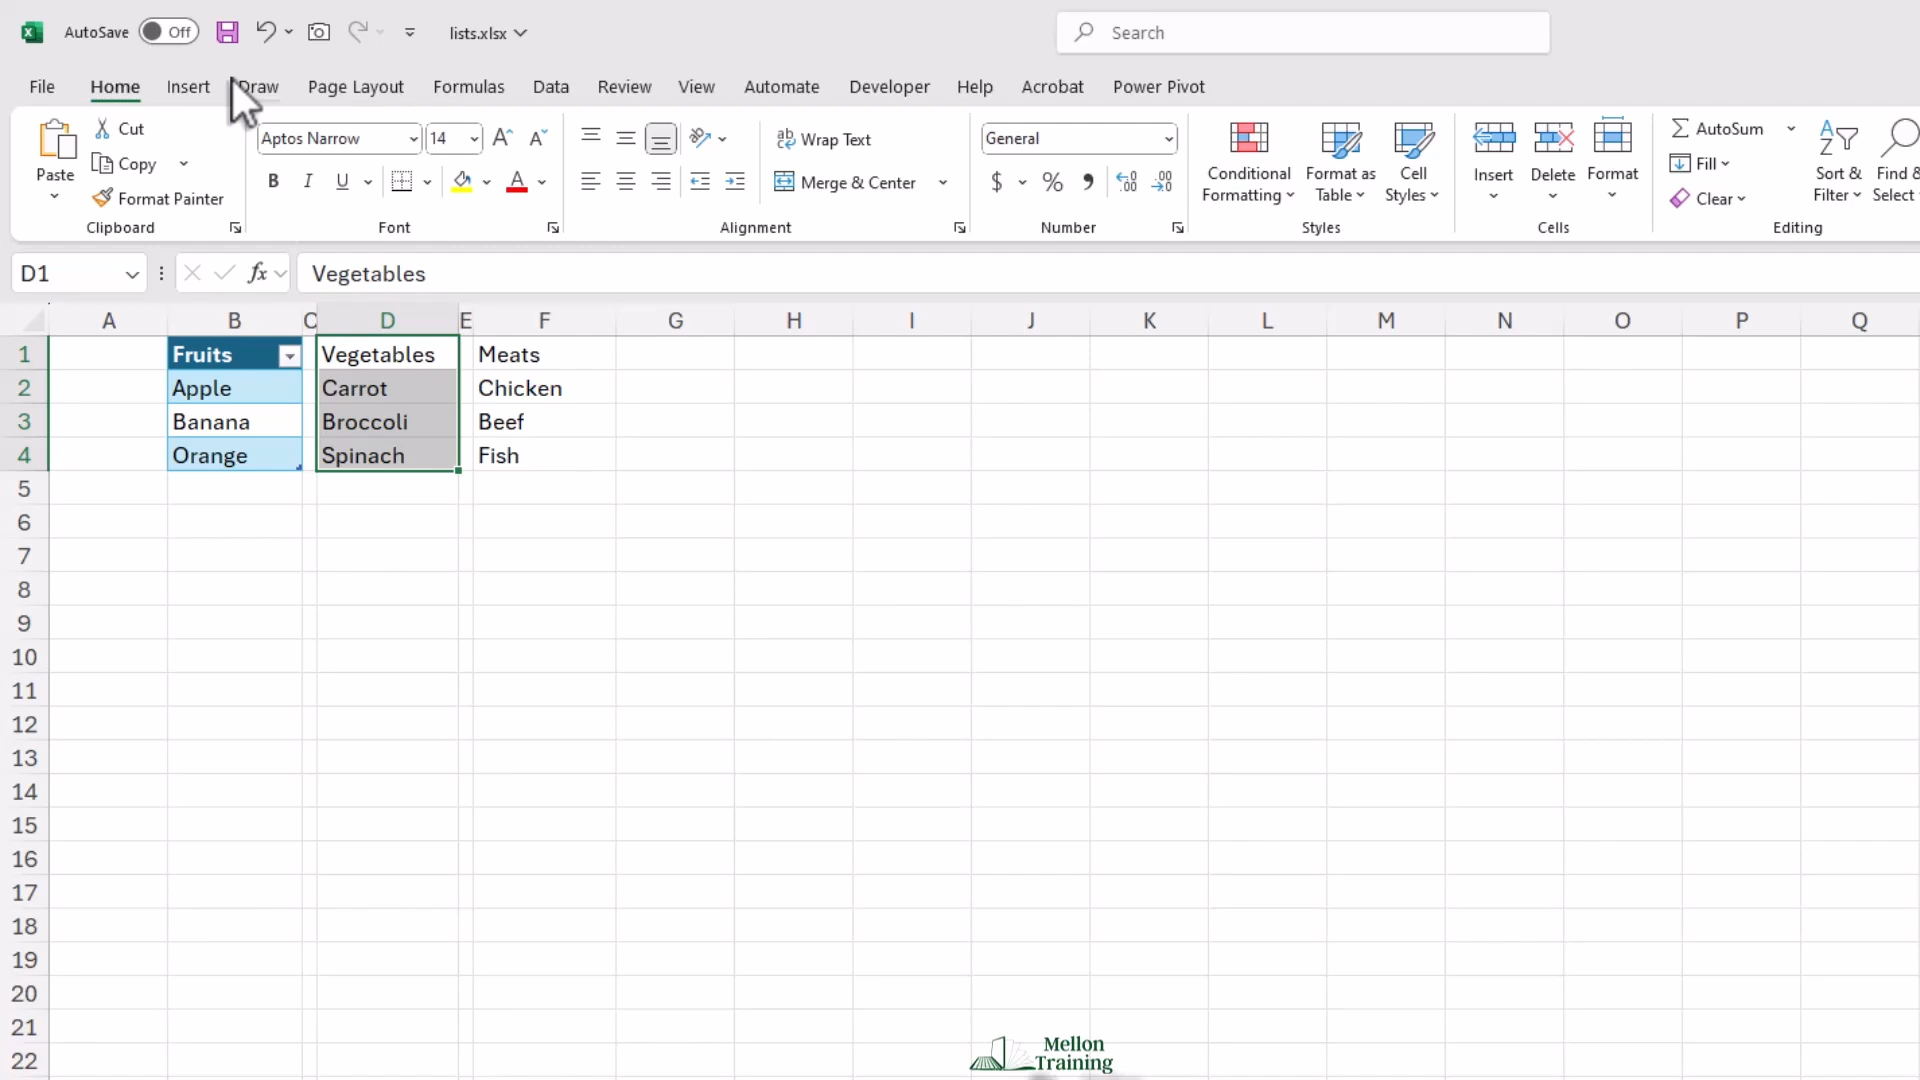 AutoSave Off lists.xlsx Search
File Home Insert Draw Page Layout Formulas Data Review View Automate Developer Help Acrobat Power Pivot
Paste
Cut
Copy
Format Painter
Clipboard
Aptos Narrow 14
B I U A
Font
Wrap Text
Merge & Center
Alignment
General
$ %
Number
Conditional Formatting
Format as Table
Cell Styles
Styles
Insert Delete Format
Cells
AutoSum
Fill
Clear
Sort & Filter
Find & Select
Editing
D1 fx Vegetables
A B C D E F G H I J K L M N O P Q
1 Fruits Vegetables Meats
2 Apple Carrot Chicken
3 Banana Broccoli Beef
4 Orange Spinach Fish
5
6
7
8
9
10
11
12
13
14
15
16
17
18
19
20
21
22
Mellon
Training